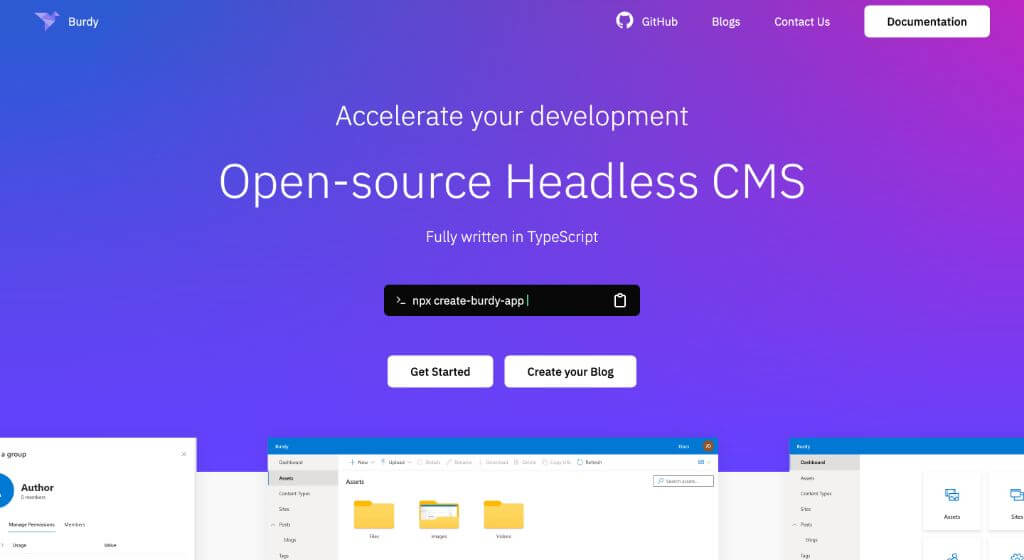 Burdy
GitHub
Blogs
Contact Us
Documentation
Accelerate your development
Open-source Headless CMS
Fully written in TypeScript
>_ npx create-burdy-app
Get Started
Create your Blog
a group
Author
0 members
Manage Permissions
Members
Usage
Value
Burdy
Docs
Dashboard
Assets
Content Types
Sites
Posts
blogs
Tags
New
Upload
Details
Rename
Download
Delete
Copy Urls
Refresh
Assets
Search assets...
Files
images
Videos
Burdy
Dashboard
Assets
Content Types
Sites
Posts
blogs
Tags
Assets
Sites